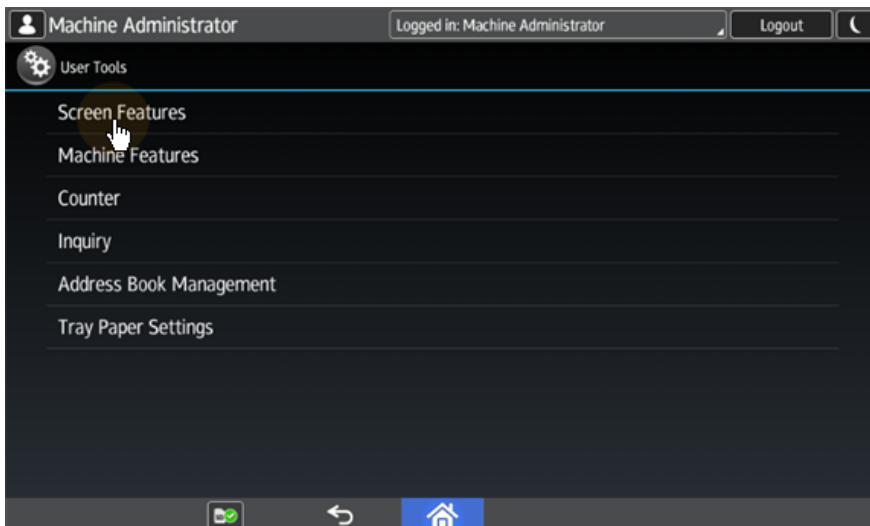 Machine Administrator
Logged in: Machine Administrator
Logout
User Tools
Screen Features
Machine Features
Counter
Inquiry
Address Book Management
Tray Paper Settings